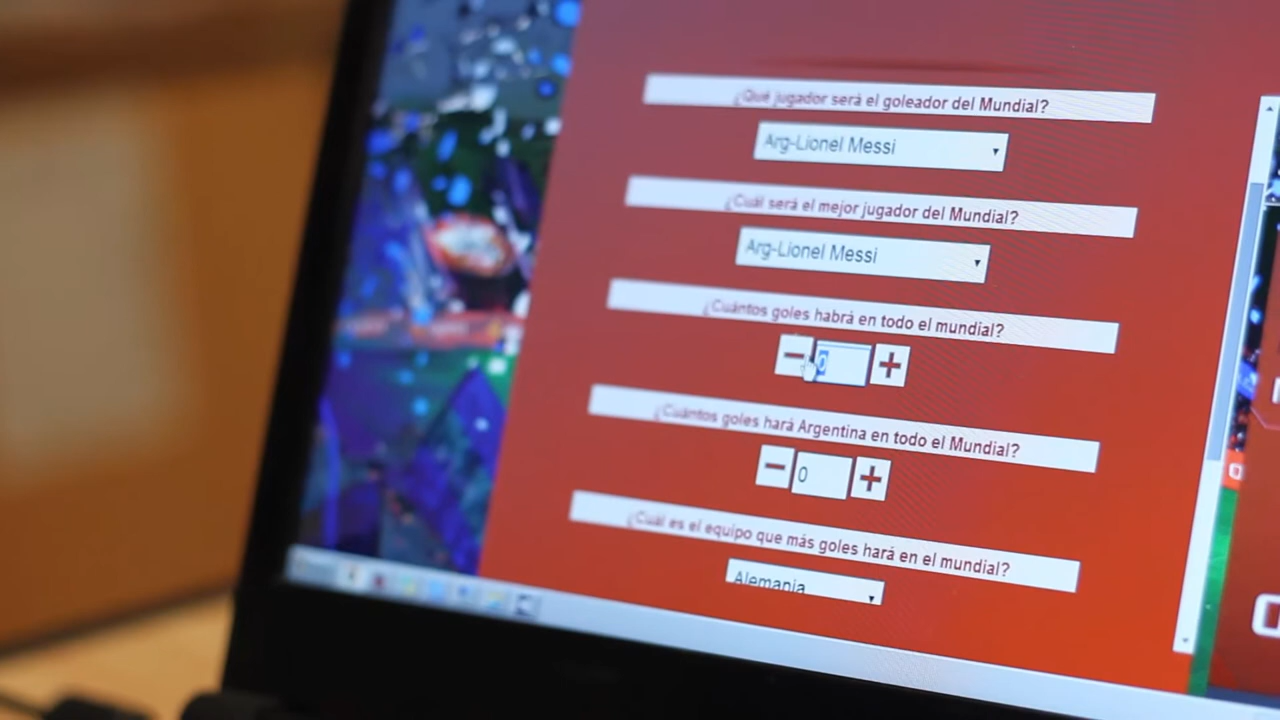 ¿Qué jugador será el goleador del Mundial?
Arg-Lionel Messi
¿Cuál será el mejor jugador del Mundial?
Arg-Lionel Messi
¿Cuántos goles habrá en todo el mundial?
0
¿Cuántos goles hará Argentina en todo el Mundial?
0
¿Cuál es el equipo que más goles hará en el mundial?
Alemania